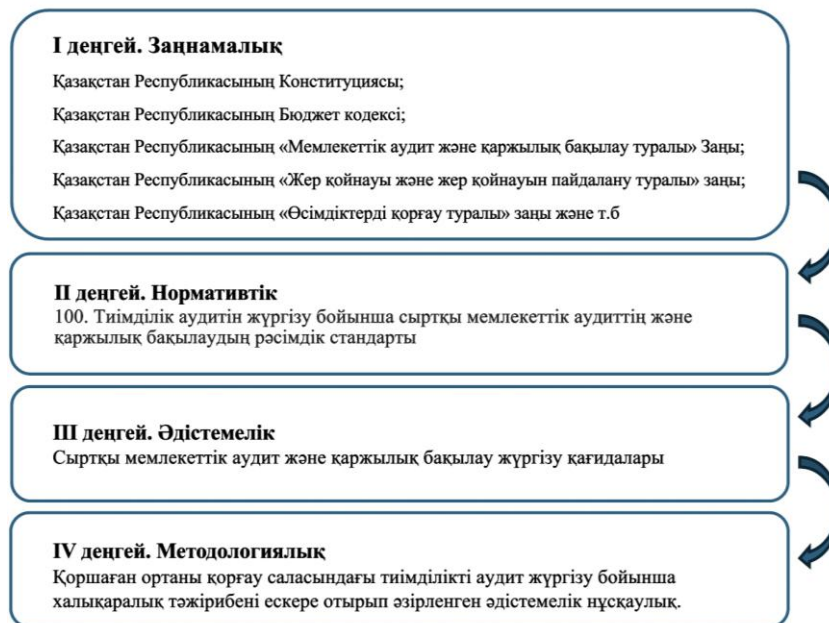 I деңгей. Заңнамалық
Қазақстан Республикасының Конституциясы;
Қазақстан Республикасының Бюджет кодексі;
Қазақстан Республикасының «Мемлекеттік аудит және қаржылық бақылау туралы» Заңы;
Қазақстан Республикасының «Жер қойнауы және жер қойнауын пайдалану туралы» заңы;
Қазақстан Республикасының «Өсімдіктерді қорғау туралы» заңы және т.б
II деңгей. Нормативтік
100. Тиімділік аудитін жүргізу бойынша сыртқы мемлекеттік аудиттің және
қаржылық бақылаудың рәсімдік стандарты
III деңгей. Әдістемелік
Сыртқы мемлекеттік аудит және қаржылық бақылау жүргізу қағидалары
IV деңгей. Методологиялық
Қоршаған ортаны қорғау саласындағы тиімділікті аудит жүргізу бойынша
халықаралық тәжірибені ескере отырып әзірленген әдістемелік нұсқаулық.